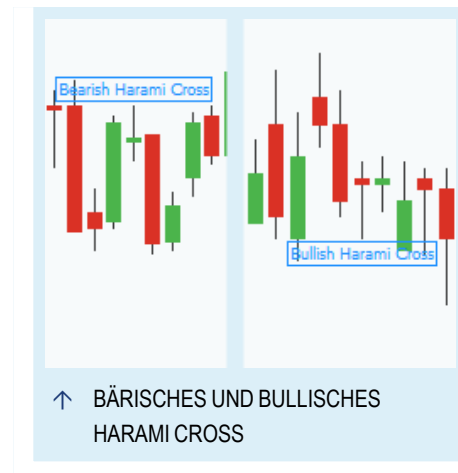 Bearish Harami Cross
Bullish Harami Cross
BÄRISCHES UND BULLISCHES
HARAMI CROSS